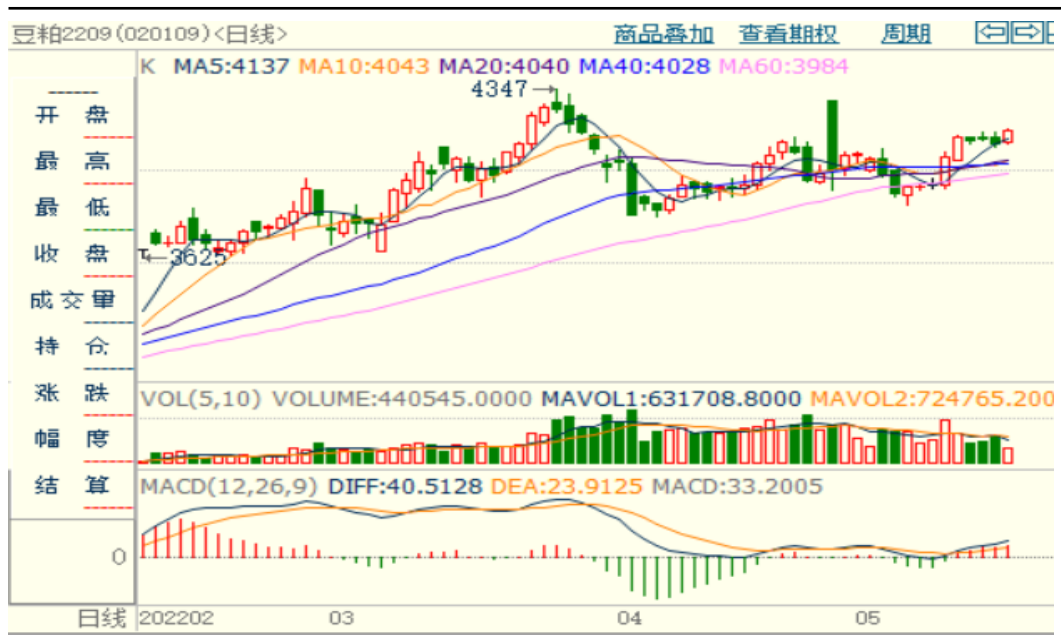 豆粕2209(020109)<日线> 商品叠加 查看期权 周期
K MA5:4137 MA10:4043 MA20:4040 MA40:4028 MA60:3984
4347
开盘
最高
最低
收盘
3625
成交量
持仓
涨跌
VOL(5,10) VOLUME:440545.0000 MAVOL1:631708.8000 MAVOL2:724765.200
幅度
结算
MACD(12,26,9) DIFF:40.5128 DEA:23.9125 MACD:33.2005
0
日线 202202 03 04 05